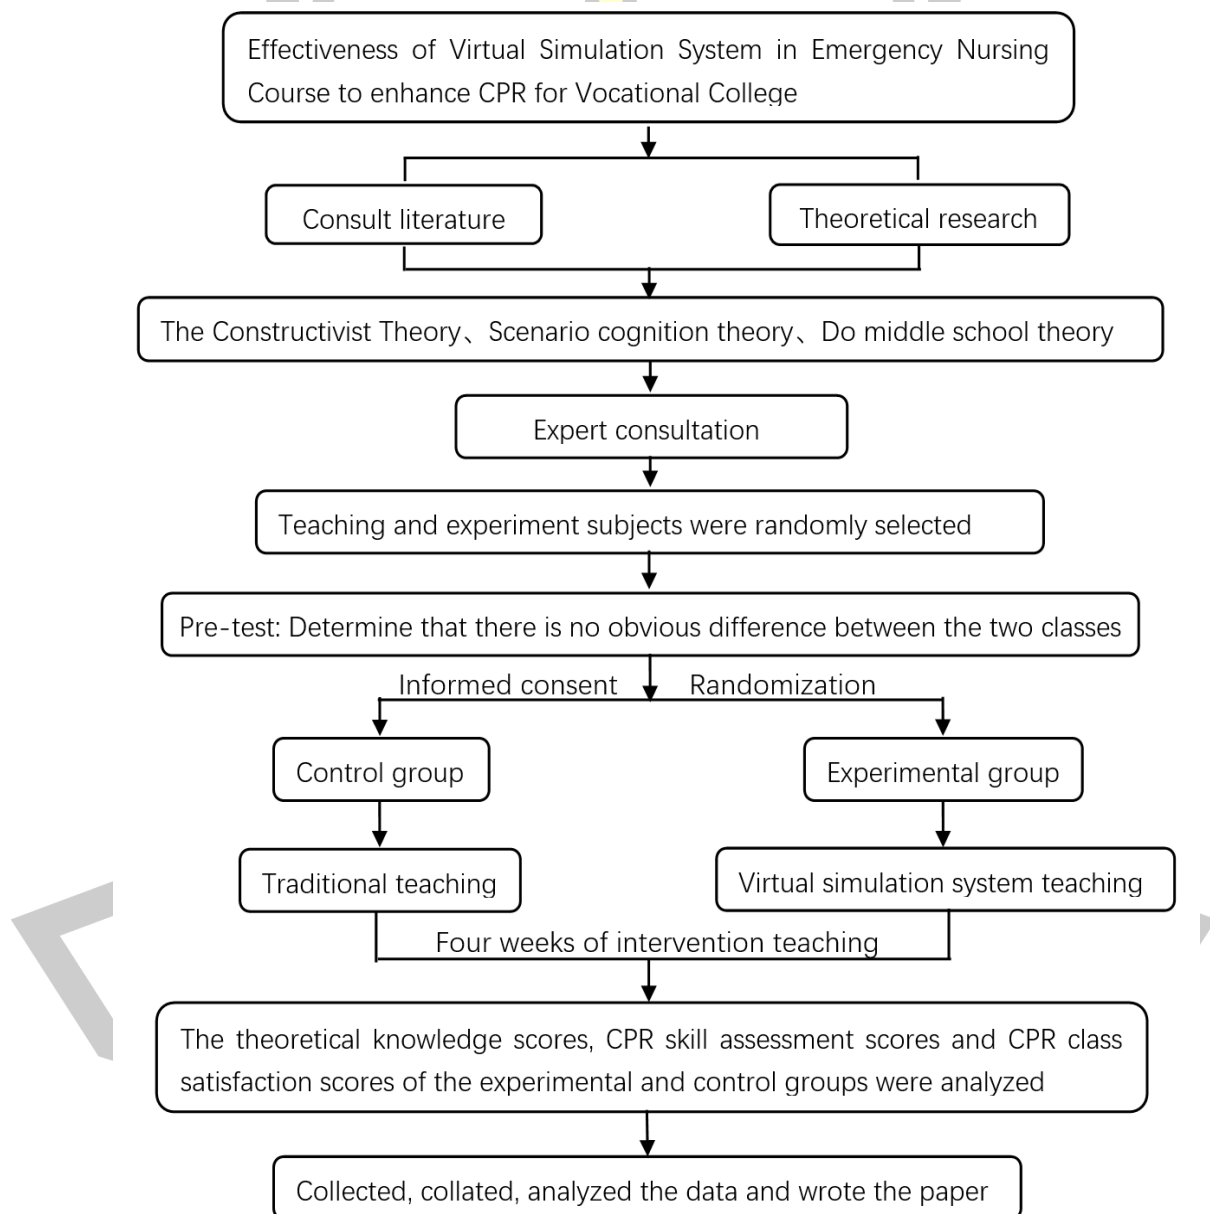 Effectiveness of Virtual Simulation System in Emergency Nursing
Course to enhance CPR for Vocational College
Consult literature
Theoretical research
The Constructivist Theory、Scenario cognition theory、Do middle school theory
Expert consultation
Teaching and experiment subjects were randomly selected
Pre-test: Determine that there is no obvious difference between the two classes
Informed consent
Randomization
Control group
Experimental group
Traditional teaching
Virtual simulation system teaching
Four weeks of intervention teaching
The theoretical knowledge scores, CPR skill assessment scores and CPR class
satisfaction scores of the experimental and control groups were analyzed
Collected, collated, analyzed the data and wrote the paper